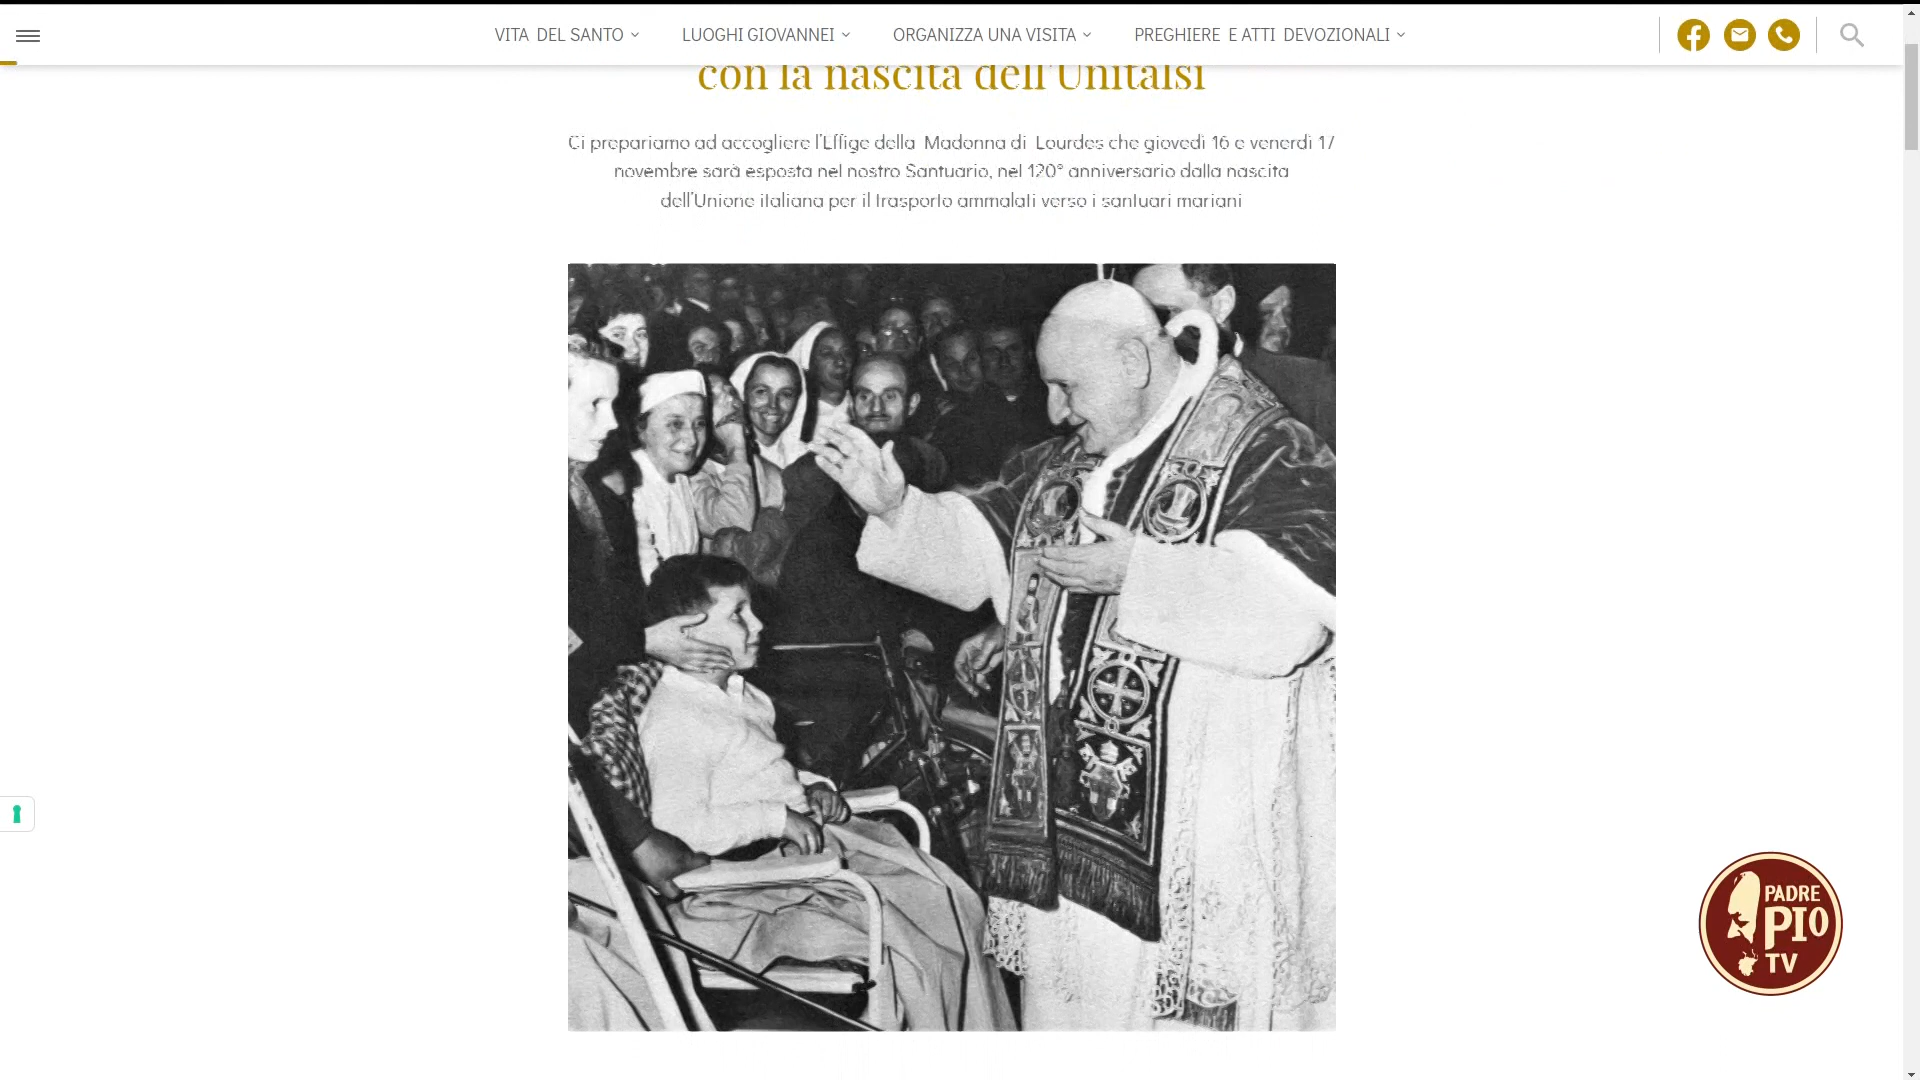 VITA DEL SANTO LUOGHI GIOVANNEI ORGANIZZA UNA VISITA PREGHIERE E ATTI DEVOZIONALI
con la nascita dell'Unitalsi
Ci prepariamo ad accogliere l'Effige della Madonna di Lourdes che giovedì 16 e venerdì 17
novembre sarà esposta nel nostro Santuario, nel 120° anniversario dalla nascita
dell'Unione italiana per il trasporto ammalati verso i santuari mariani
PADRE
PIO
TV